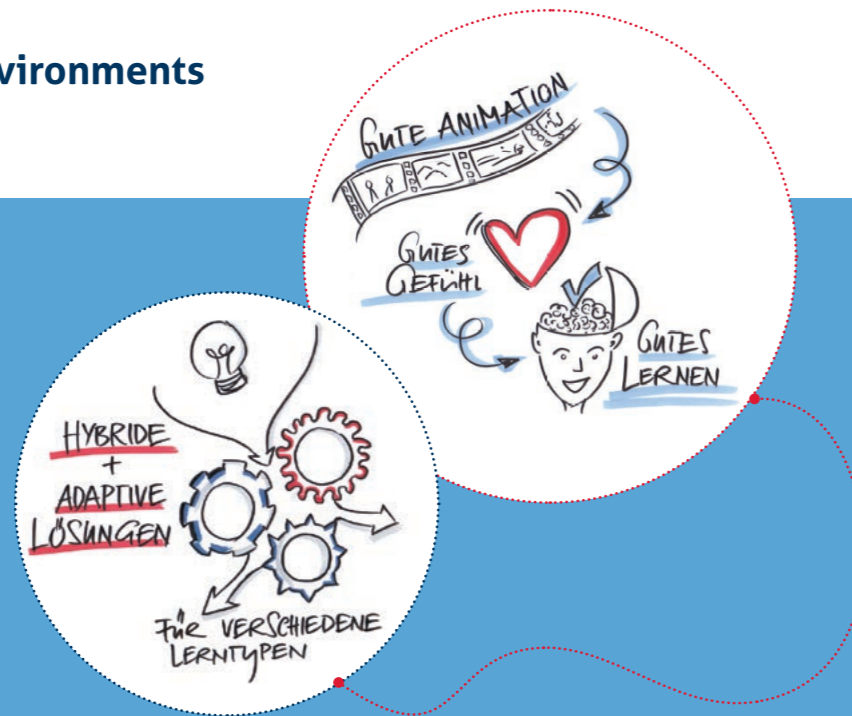 vironments
GUTE ANIMATION
GUTES
GEFÜHL
GUTES
LERNEN
HYBRIDE
+
ADAPTIVE
LÖSUNGEN
FÜR VERSCHIEDENE
LERNTYPEN